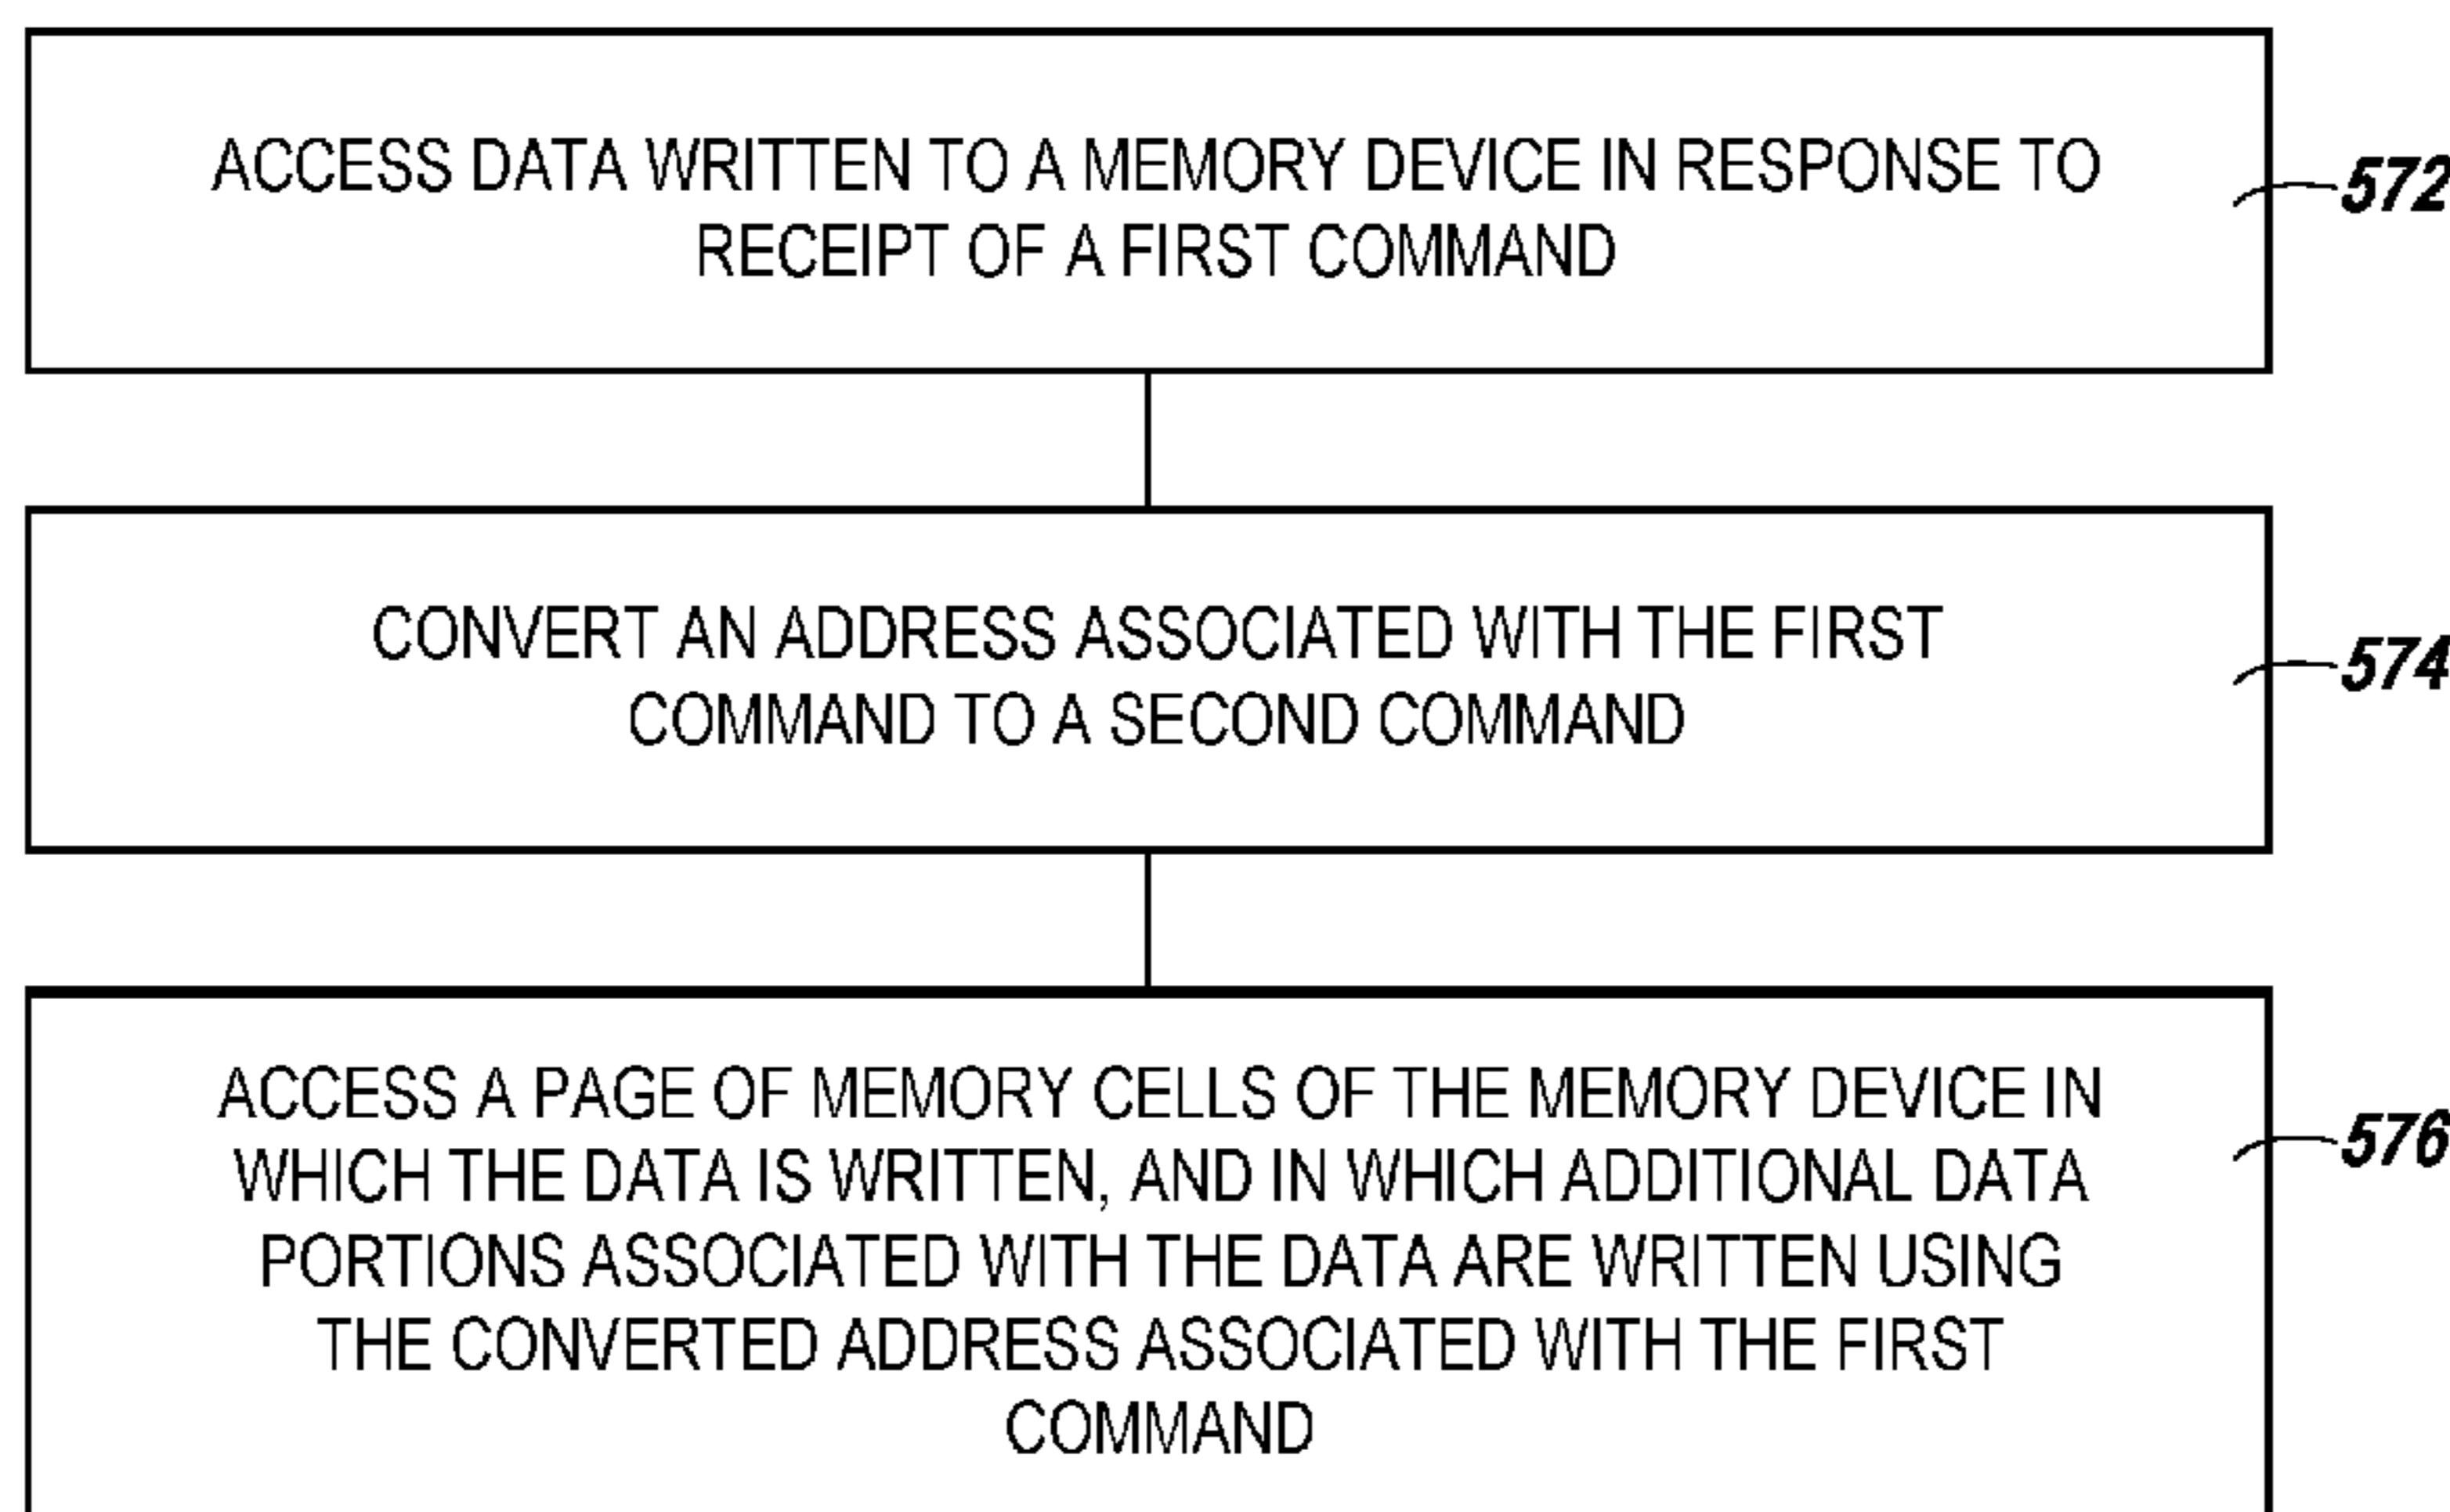 ACCESS DATA WRITTEN TO A MEMORY DEVICE IN RESPONSE TO
RECEIPT OF A FIRST COMMAND
572
CONVERT AN ADDRESS ASSOCIATED WITH THE FIRST
COMMAND TO A SECOND COMMAND
574
ACCESS A PAGE OF MEMORY CELLS OF THE MEMORY DEVICE IN
WHICH THE DATA IS WRITTEN, AND IN WHICH ADDITIONAL DATA
PORTIONS ASSOCIATED WITH THE DATA ARE WRITTEN USING
THE CONVERTED ADDRESS ASSOCIATED WITH THE FIRST
COMMAND
576